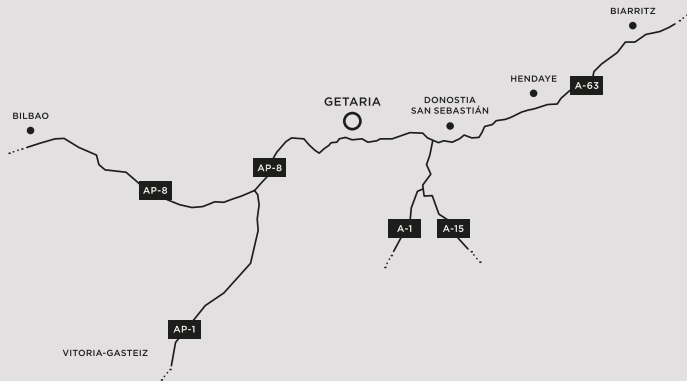 BIARRITZ
HENDAYE
A-63
GETARIA
DONOSTIA
SAN SEBASTIÁN
BILBAO
AP-8
AP-8
A-1
A-15
AP-1
VITORIA-GASTEIZ